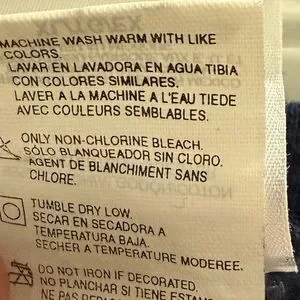 MACHINE WASH WARM WITH LIKE
COLORS.
LAVAR EN LAVADORA EN AGUA TIBIA
CON COLORES SIMILARES.
LAVER A LA MACHINE A L'EAU TIEDE
AVEC COULEURS SEMBLABLES.
ONLY NON-CHLORINE BLEACH.
SÓLO BLANQUEADOR SIN CLORO.
AGENT DE BLANCHIMENT SANS
CHLORE.
TUMBLE DRY LOW.
SECAR EN SECADORA A
TEMPERATURA BAJA.
SECHER A TEMPERATURE MODEREE.
DO NOT IRON IF DECORATED.
NO PLANCHAR SI TIENE
NE PAS